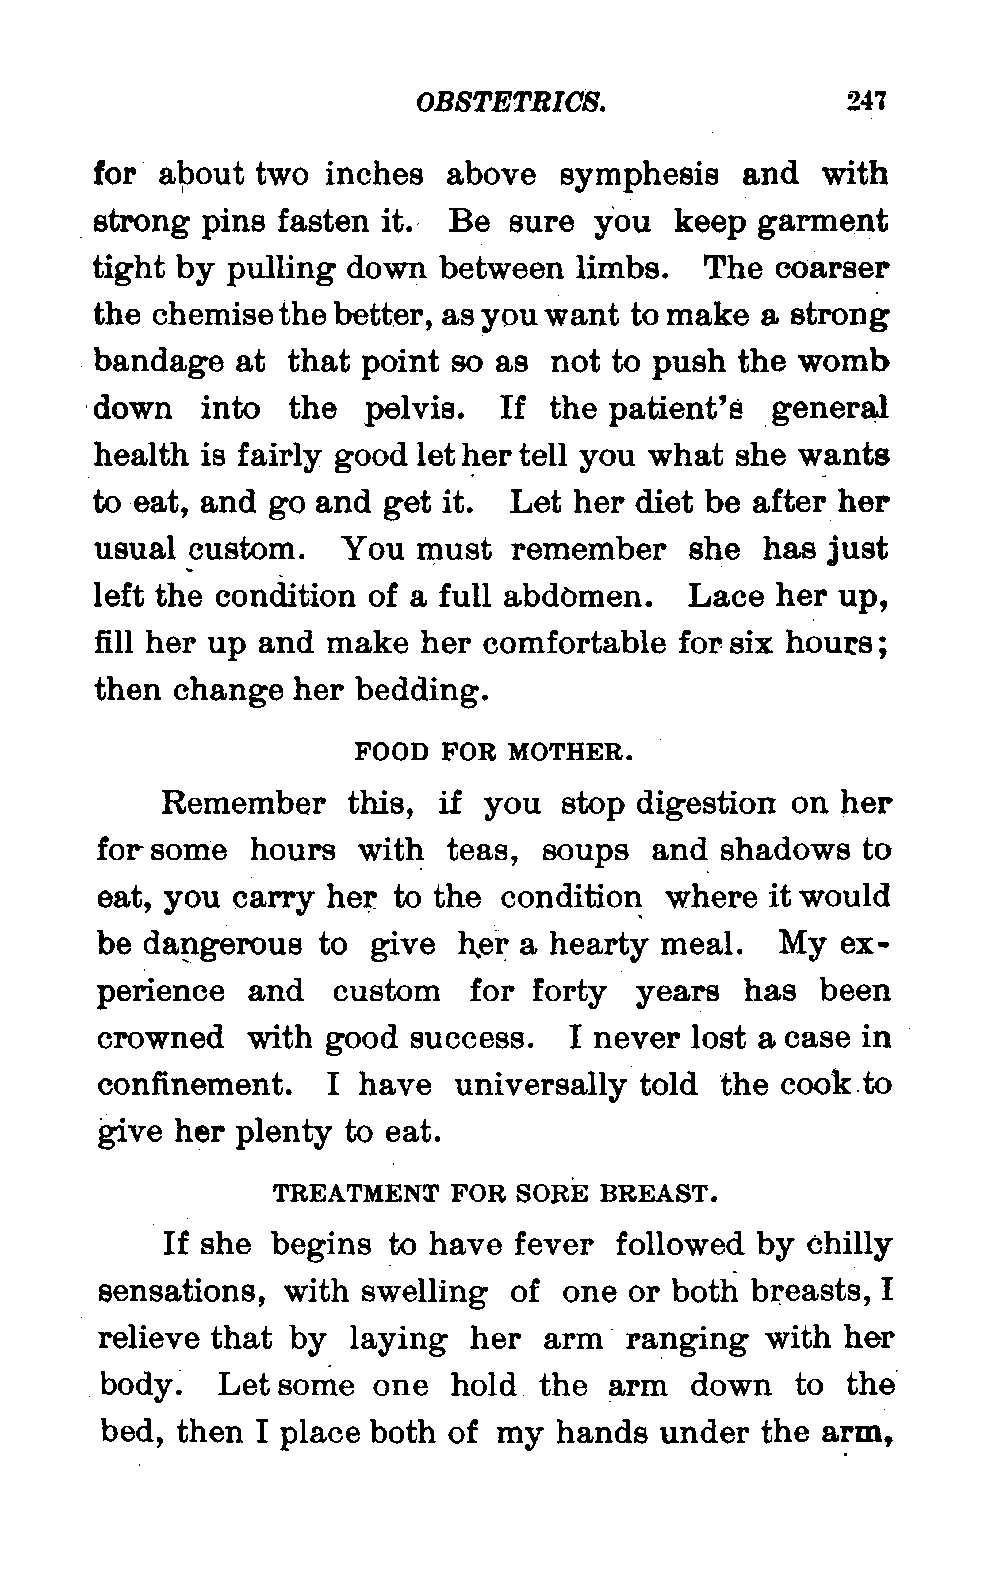 OBSTETRICS. 247
for about two inches above symphesis and with
strong pins fasten it. Be sure you keep garment
tight by pulling down between limbs. The coarser
the chemise the better, as you want to make a strong
bandage at that point so as not to push the womb
down into the pelvis. If the patient's general
health is fairly good let her tell you what she wants
to eat, and go and get it. Let her diet be after her
usual custom. You must remember she has just
left the condition of a full abdomen. Lace her up,
fill her up and make her comfortable for six hours;
then change her bedding.
FOOD FOR MOTHER.
Remember this, if you stop digestion on her
for some hours with teas, soups and shadows to
eat, you carry her to the condition where it would
be dangerous to give her a hearty meal. My ex-
perience and custom for forty years has been
crowned with good success. I never lost a case in
confinement. I have universally told the cook to
give her plenty to eat.
TREATMENT FOR SORE BREAST.
If she begins to have fever followed by chilly
sensations, with swelling of one or both breasts, I
relieve that by laying her arm ranging with her
body. Let some one hold the arm down to the
bed, then I place both of my hands under the arm,